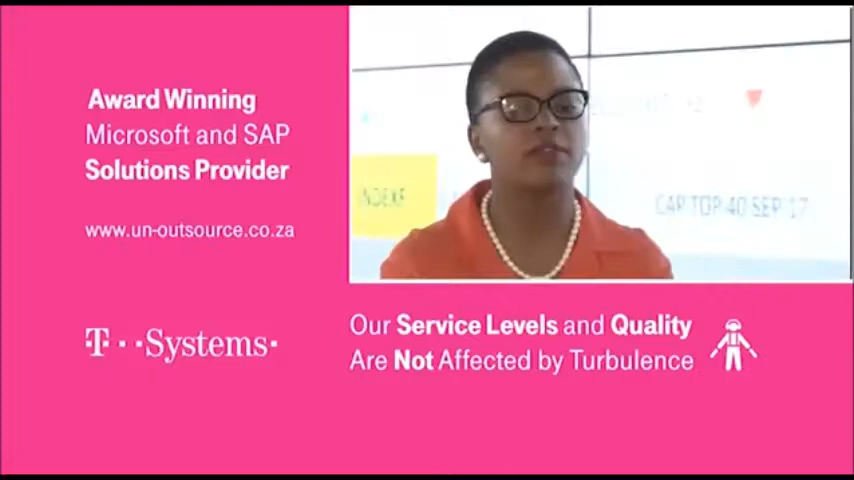 Award Winning
Microsoft and SAP
Solutions Provider
www.un-outsource.co.za
T · · Systems ·
INDEXE
CAP TOP 40 SEP 17
Our Service Levels and Quality
Are Not Affected by Turbulence